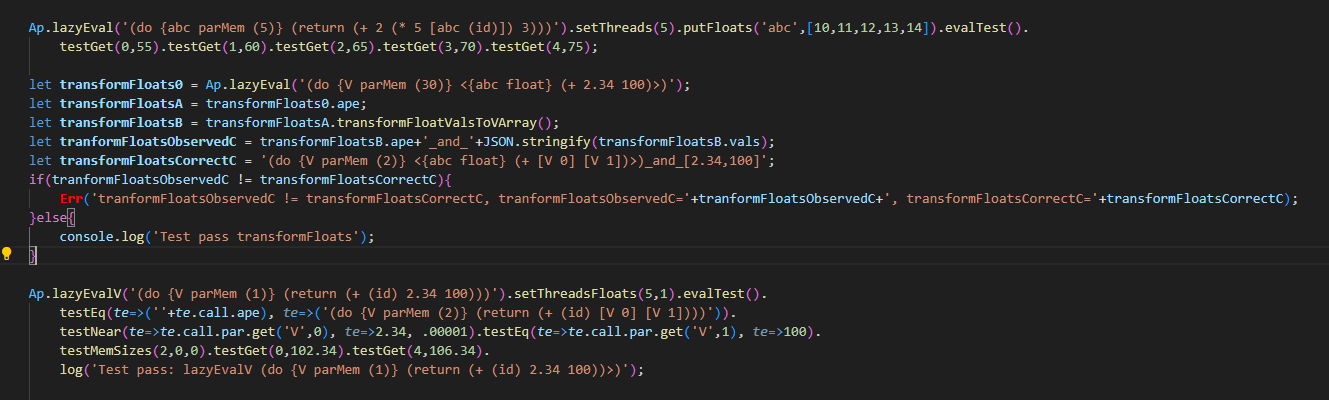 Ap.lazyEval('(do {abc parMem (5)} (return (+ 2 (* 5 [abc (id)]) 3)))').setThreads(5).putFloats('abc',[10,11,12,13,14]).evalTest().
testGet(0,55).testGet(1,60).testGet(2,65).testGet(3,70).testGet(4,75);
let transformFloats0 = Ap.lazyEval('(do {V parMem (30)} <{abc float} (+ 2.34 100)>)');
let transformFloatsA = transformFloats0.ape;
let transformFloatsB = transformFloatsA.transformFloatValsToVArray();
let tranformFloatsObservedC = transformFloatsB.ape+'_and_'+JSON.stringify(transformFloatsB.vals);
let transformFloatsCorrectC = '(do {V parMem (2)} <{abc float} (+ [V 0] [V 1])>)_and_[2.34,100]';
if(tranformFloatsObservedC != transformFloatsCorrectC){
Err('tranformFloatsObservedC != transformFloatsCorrectC, tranformFloatsObservedC='+tranformFloatsObservedC+', transformFloatsCorrectC='+transformFloatsCorrectC);
}else{
console.log('Test pass transformFloats');
}
Ap.lazyEvalV('(do {V parMem (1)} (return (+ (id) 2.34 100)))').setThreadsFloats(5,1).evalTest().
testEq(te=>(''+te.call.ape), te=>('(do {V parMem (2)} (return (+ (id) [V 0] [V 1])))')).
testNear(te=>te.call.par.get('V',0), te=>2.34, .00001).testEq(te=>te.call.par.get('V',1), te=>100).
testMemSizes(2,0,0).testGet(0,102.34).testGet(4,106.34).
log('Test pass: lazyEvalV (do {V parMem (1)} (return (+ (id) 2.34 100))>)');